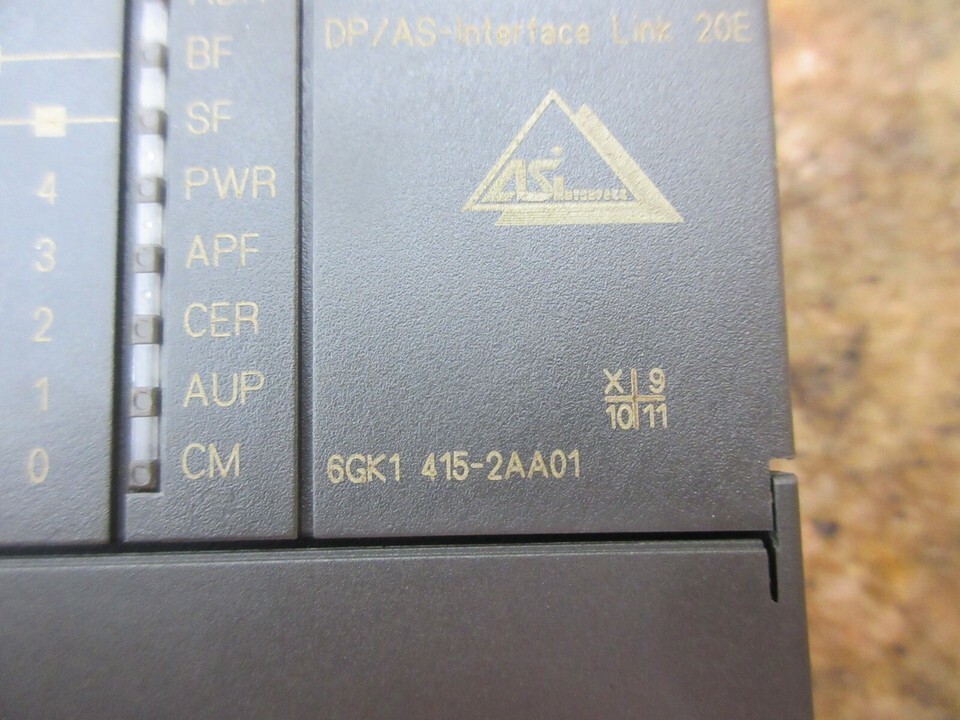 DP/AS-Interface Link 20E
BF
SF
4 PWR
3 APF
2 CER
1 AUP
0 CM
ASi
INTERFACE
X 9
10 11
6GK1 415-2AA01